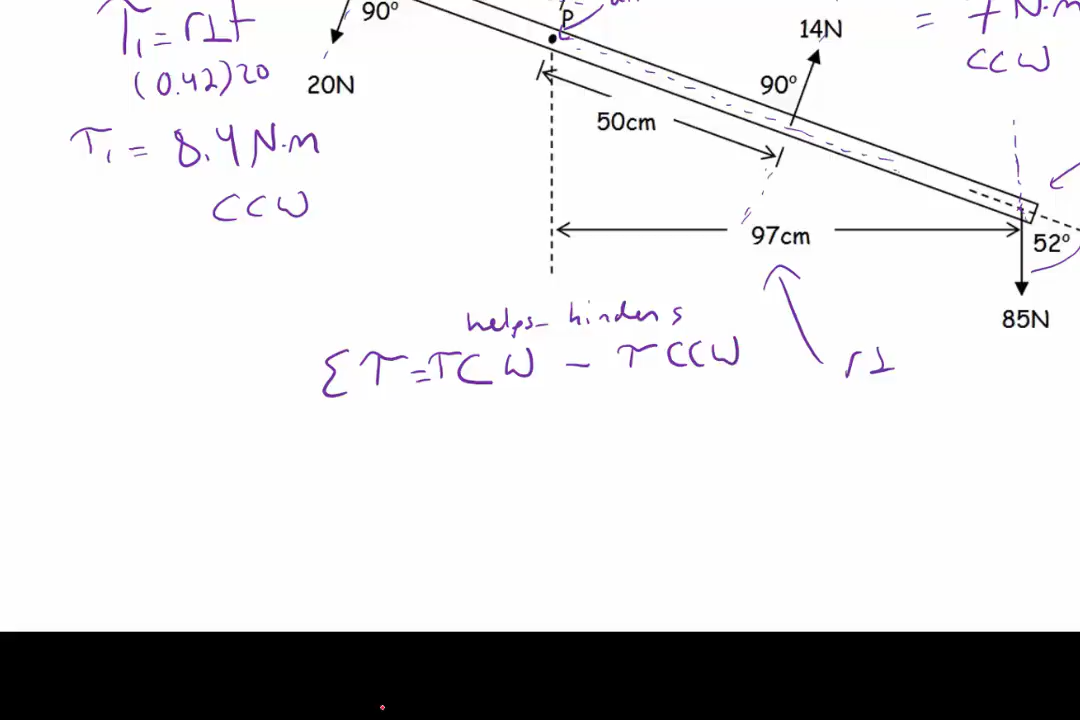 τ₁ = r⊥f
90°
P
14N
= 7 N·m
CCW
(0.42)20
20N
90°
50cm
τ₁ = 8.4 N·m
CCW
97cm
52°
85N
helps - hinders
Στ = τCW - τCCW
r⊥